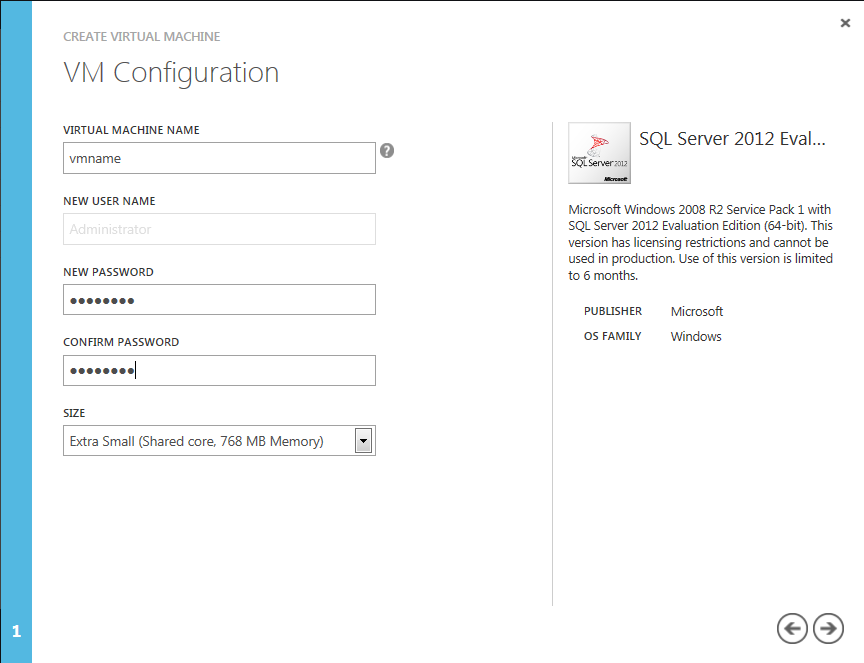 CREATE VIRTUAL MACHINE
VM Configuration
VIRTUAL MACHINE NAME
vmname
?
NEW USER NAME
Administrator
NEW PASSWORD
●●●●●●●●
CONFIRM PASSWORD
●●●●●●●●
SIZE
Extra Small (Shared core, 768 MB Memory)
1
Microsoft
SQL Server 2012
Microsoft
SQL Server 2012 Eval...
Microsoft Windows 2008 R2 Service Pack 1 with
SQL Server 2012 Evaluation Edition (64-bit). This
version has licensing restrictions and cannot be
used in production. Use of this version is limited
to 6 months.
PUBLISHER Microsoft
OS FAMILY Windows